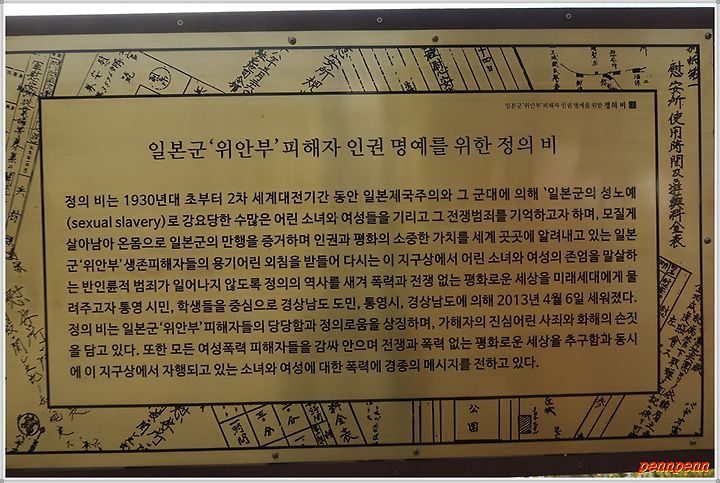 일본군‘위안부’피해자 인권 명예를 위한 정의 비
일본군‘위안부’피해자 인권 명예를 위한 정의 비
정의 비는 1930년대 초부터 2차 세계대전기간 동안 일본제국주의와 그 군대에 의해 ‘일본군의 성노예
(sexual slavery)로 강요당한 수많은 어린 소녀와 여성들을 기리고 그 전쟁범죄를 기억하고자 하며, 모질게
살아남아 온몸으로 일본군의 만행을 증거하며 인권과 평화의 소중한 가치를 세계 곳곳에 알려내고 있는 일본
군‘위안부’생존피해자들의 용기어린 외침을 받들어 다시는 이 지구상에서 어린 소녀와 여성의 존엄을 말살하
는 반인륜적 범죄가 일어나지 않도록 정의의 역사를 새겨 폭력과 전쟁 없는 평화로운 세상을 미래세대에게 물
려주고자 통영 시민, 학생들을 중심으로 경상남도 도민, 통영시, 경상남도에 의해 2013년 4월 6일 세워졌다.
정의 비는 일본군‘위안부’피해자들의 당당함과 정의로움을 상징하며, 가해자의 진심어린 사죄와 화해의 손짓
을 담고 있다. 또한 모든 여성폭력 피해자들을 감싸 안으며 전쟁과 폭력 없는 평화로운 세상을 추구함과 동시
에 이 지구상에서 자행되고 있는 소녀와 여성에 대한 폭력에 경종의 메시지를 전하고 있다.
慰安所使用時間及遊興料金表
慰安所
公園
料金表
pennpenn